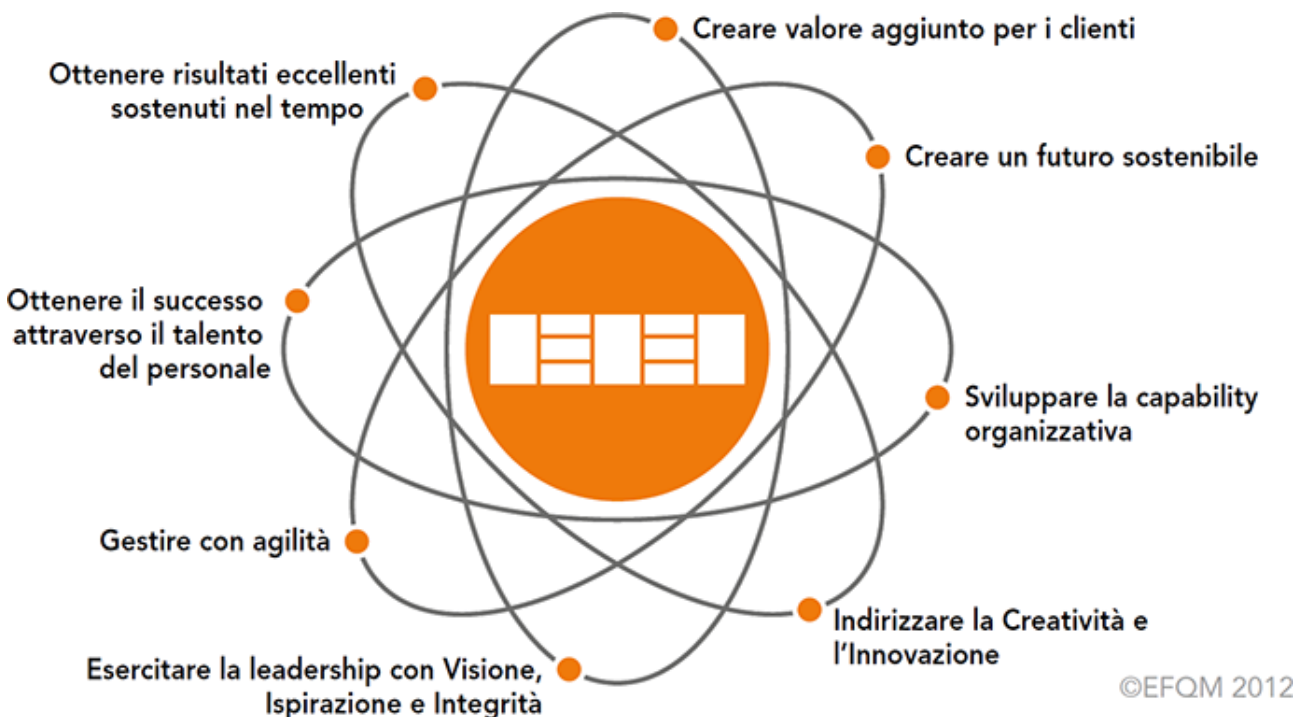 Creare valore aggiunto per i clienti
Ottenere risultati eccellenti
sostenuti nel tempo
Creare un futuro sostenibile
Ottenere il successo
attraverso il talento
del personale
Sviluppare la capability
organizzativa
Gestire con agilità
Indirizzare la Creatività e
l'Innovazione
Esercitare la leadership con Visione,
Ispirazione e Integrità
©EFQM 2012